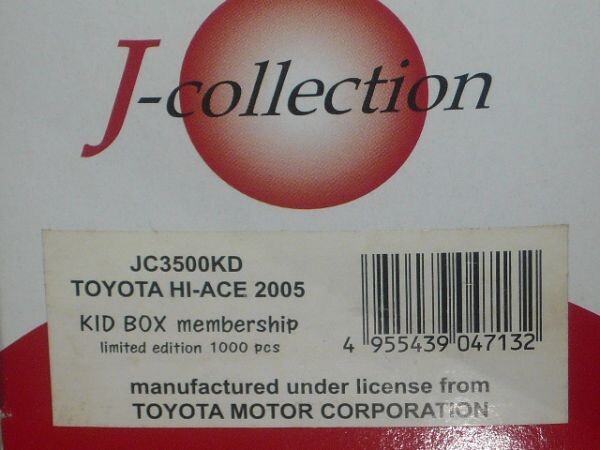 J-collection
JC3500KD
TOYOTA HI-ACE 2005
KID BOX membership
limited edition 1000 pcs
4 955439 047132
manufactured under license from
TOYOTA MOTOR CORPORATION